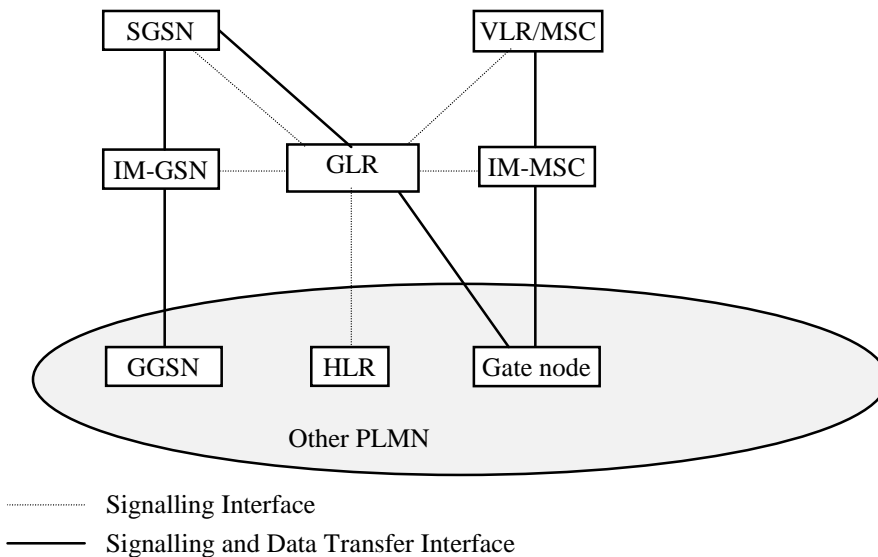 SGSN
VLR/MSC
IM-GSN
GLR
IM-MSC
GGSN
HLR
Gate node
Other PLMN
Signalling Interface
Signalling and Data Transfer Interface